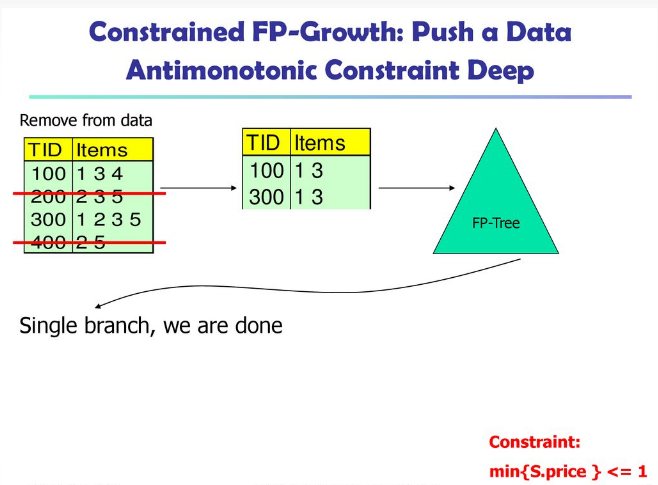 Constrained FP-Growth: Push a Data
Antimonotonic Constraint Deep
Remove from data
TID Items
100 1 3 4
200 2 3 5
300 1 2 3 5
400 2 5
TID Items
100 1 3
300 1 3
FP-Tree
Single branch, we are done
Constraint:
min{S.price } <= 1